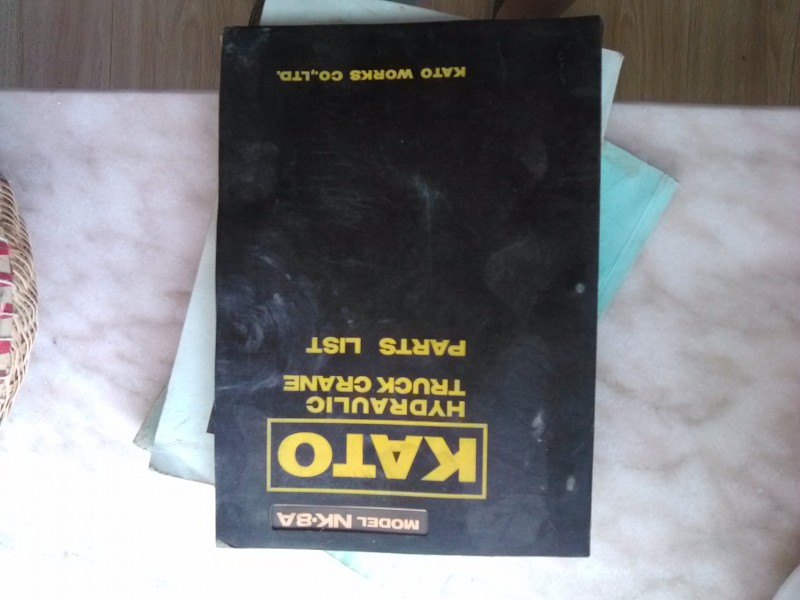 MODEL NK·8A
KATO
HYDRAULIC
TRUCK CRANE
PARTS LIST
KATO WORKS CO.,LTD.